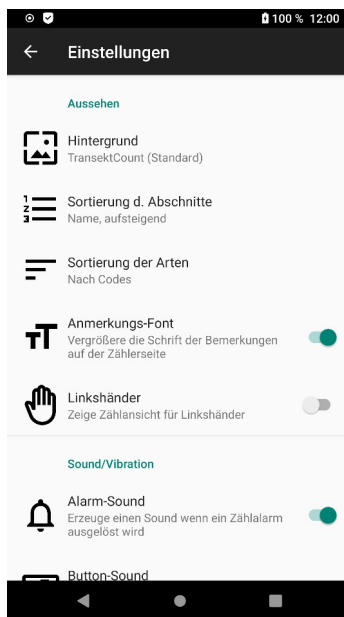 100 % 12:00
Einstellungen
Aussehen
Hintergrund
TransektCount (Standard)
Sortierung d. Abschnitte
Name, aufsteigend
Sortierung der Arten
Nach Codes
Anmerkungs-Font
Vergrößere die Schrift der Bemerkungen
auf der Zählerseite
Linkshänder
Zeige Zählansicht für Linkshänder
Sound/Vibration
Alarm-Sound
Erzeuge einen Sound wenn ein Zählalarm
ausgelöst wird
Button-Sound